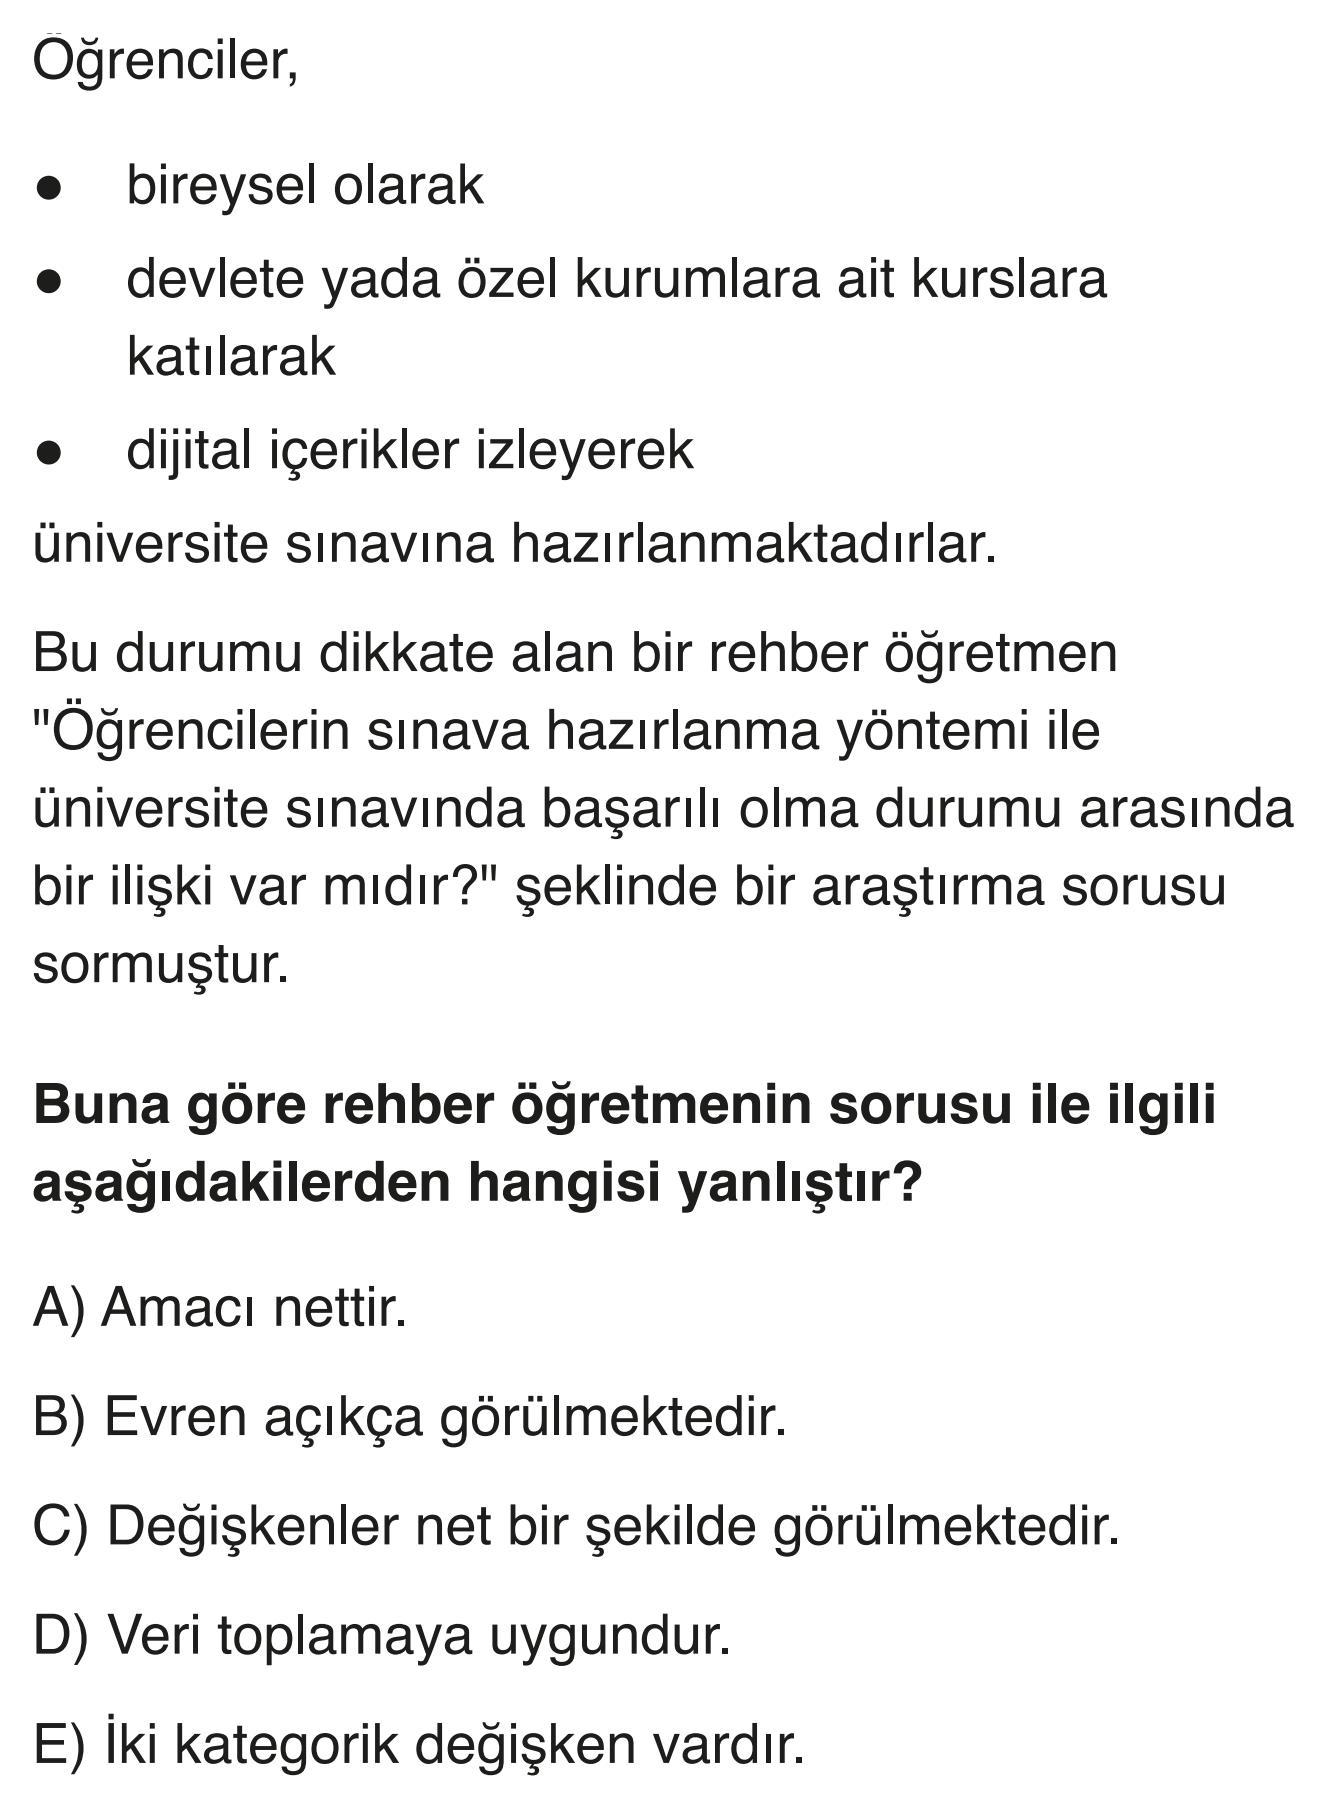 Öğrenciler,
● bireysel olarak
● devlete yada özel kurumlara ait kurslara
katılarak
● dijital içerikler izleyerek
üniversite sınavına hazırlanmaktadırlar.
Bu durumu dikkate alan bir rehber öğretmen
"Öğrencilerin sınava hazırlanma yöntemi ile
üniversite sınavında başarılı olma durumu arasında
bir ilişki var mıdır?" şeklinde bir araştırma sorusu
sormuştur.
Buna göre rehber öğretmenin sorusu ile ilgili
aşağıdakilerden hangisi yanlıştır?
A) Amacı nettir.
B) Evren açıkça görülmektedir.
C) Değişkenler net bir şekilde görülmektedir.
D) Veri toplamaya uygundur.
E) İki kategorik değişken vardır.